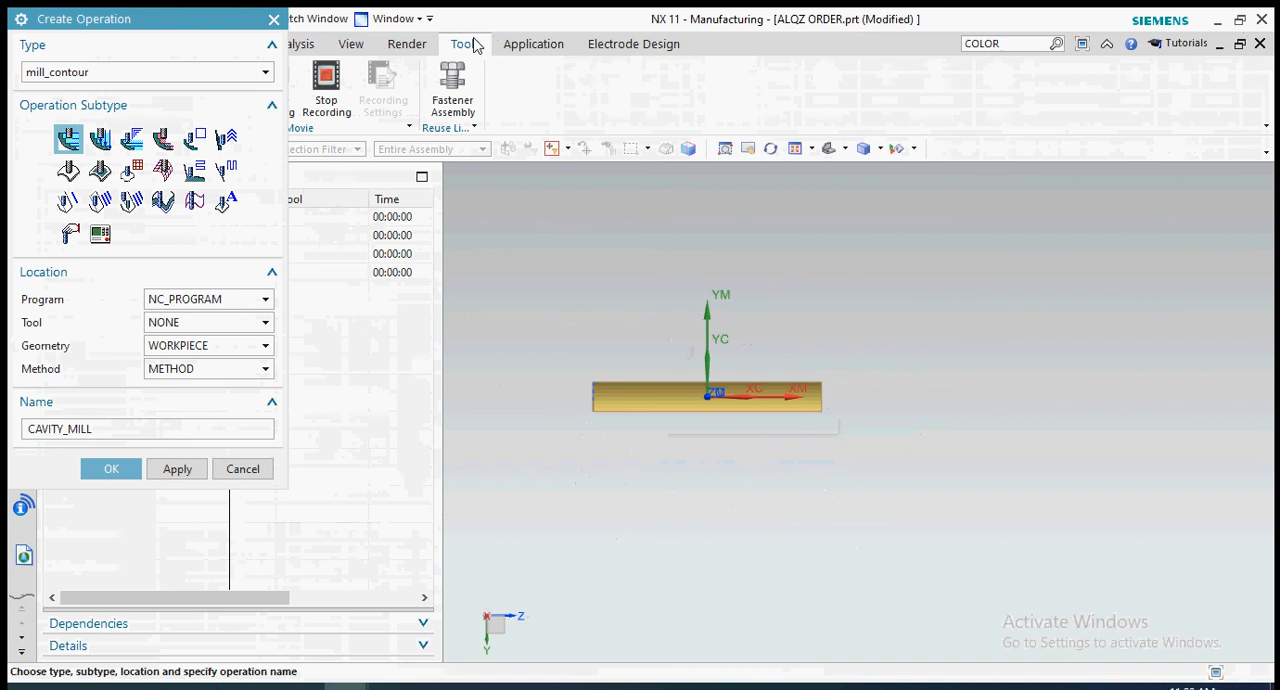 Create Operation
tch Window
Window
NX 11 - Manufacturing - [ALQZ ORDER.prt (Modified) ]
SIEMENS
Type
alysis
View
Render
Tool
Application
Electrode Design
COLOR
Tutorials
mill_contour
Operation Subtype
Stop
Recording
Recording
Settings
Fastener
Assembly
Movie
Reuse Li...
ection Filter
Entire Assembly
ool
Time
00:00:00
00:00:00
00:00:00
00:00:00
Location
Program
NC_PROGRAM
Tool
NONE
Geometry
WORKPIECE
Method
METHOD
Name
CAVITY_MILL
OK
Apply
Cancel
YM
YC
ZM
XC
XM
X
Z
Y
Dependencies
Details
Activate Windows
Go to Settings to activate Windows.
Choose type, subtype, location and specify operation name